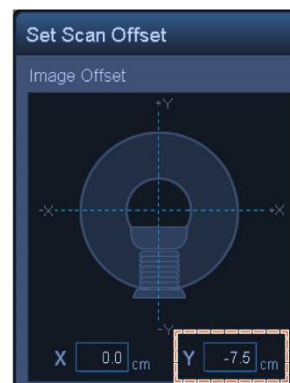 Set Scan Offset
Image Offset
+Y
-X
+X
-Y
X 0.0 cm Y -7.5 cm